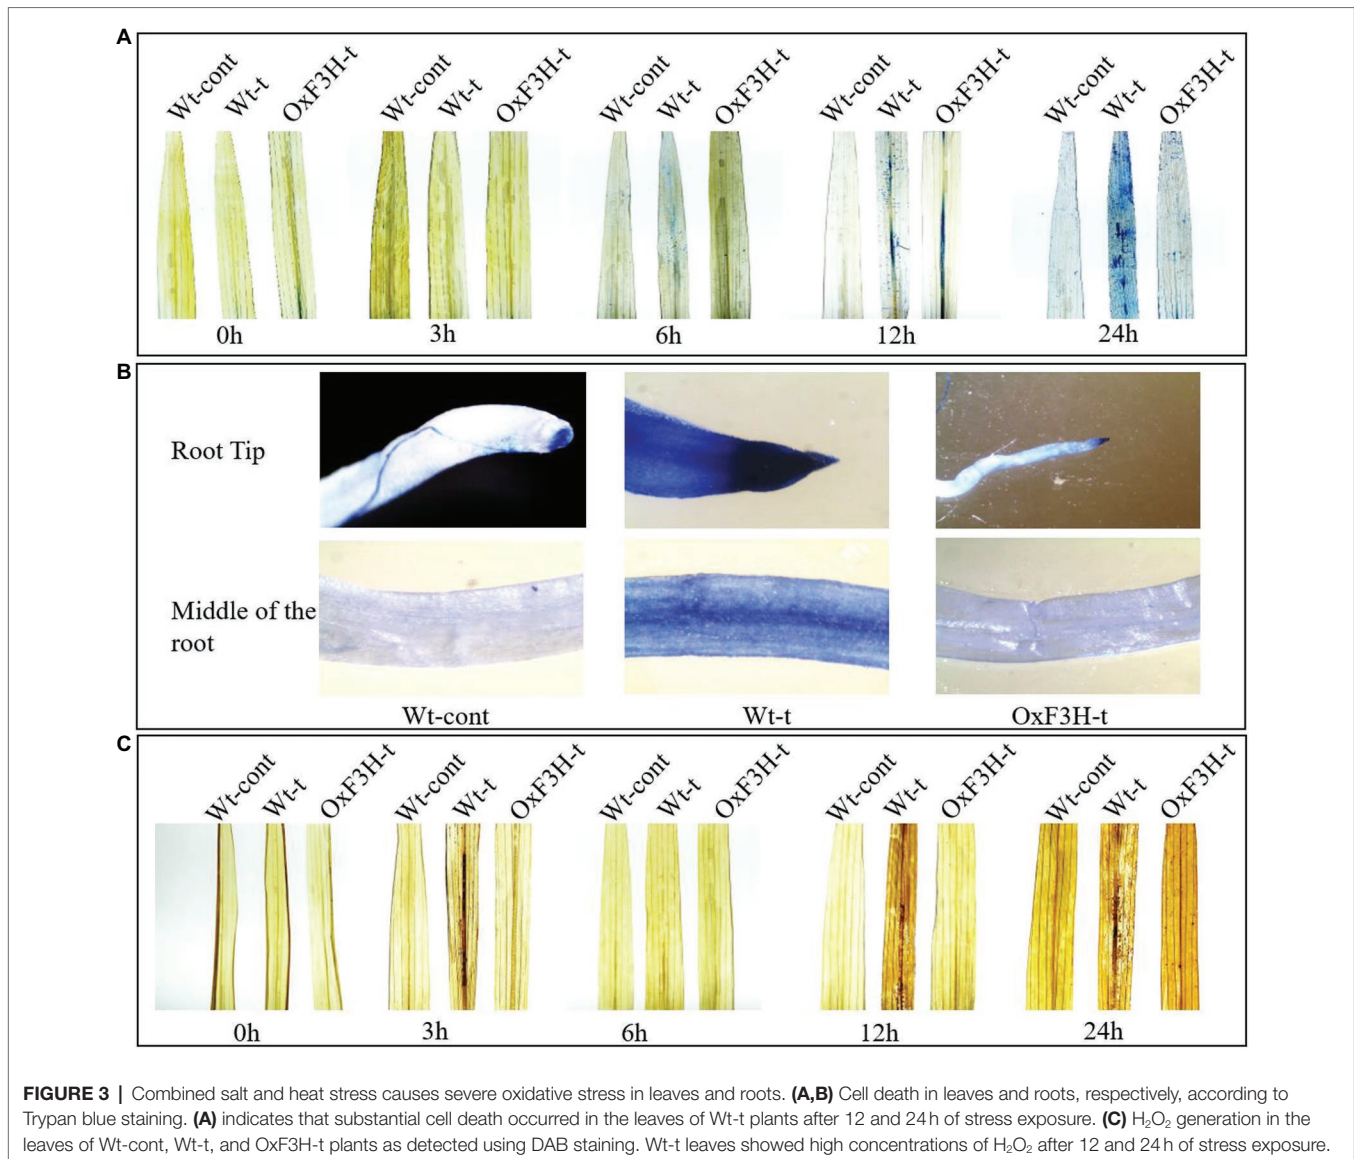 A
Wt-cont Wt-t OxF3H-t Wt-cont Wt-t OxF3H-t Wt-cont Wt-t OxF3H-t Wt-cont Wt-t OxF3H-t Wt-cont Wt-t OxF3H-t
0h 3h 6h 12h 24h
B
Root Tip
Middle of the
root
Wt-cont Wt-t OxF3H-t
C
Wt-cont Wt-t OxF3H-t Wt-cont Wt-t OxF3H-t Wt-cont Wt-t OxF3H-t Wt-cont Wt-t OxF3H-t Wt-cont Wt-t OxF3H-t
0h 3h 6h 12h 24h
FIGURE 3 | Combined salt and heat stress causes severe oxidative stress in leaves and roots. (A,B) Cell death in leaves and roots, respectively, according to
Trypan blue staining. (A) indicates that substantial cell death occurred in the leaves of Wt-t plants after 12 and 24 h of stress exposure. (C) H₂O₂ generation in the
leaves of Wt-cont, Wt-t, and OxF3H-t plants as detected using DAB staining. Wt-t leaves showed high concentrations of H₂O₂ after 12 and 24 h of stress exposure.